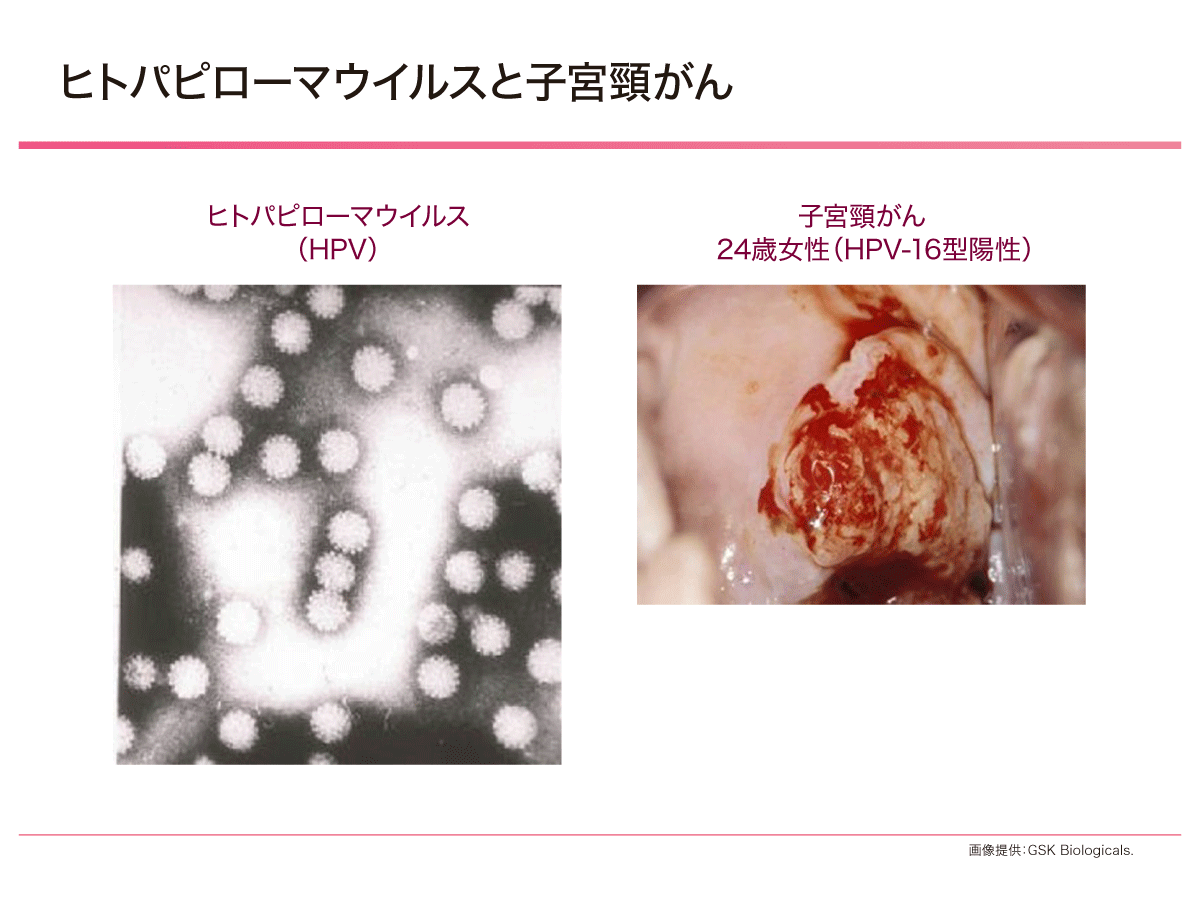 ヒトパピローマウイルスと子宮頸がん
ヒトパピローマウイルス
（HPV）
子宮頸がん
24歳女性（HPV-16型陽性）
画像提供：GSK Biologicals.